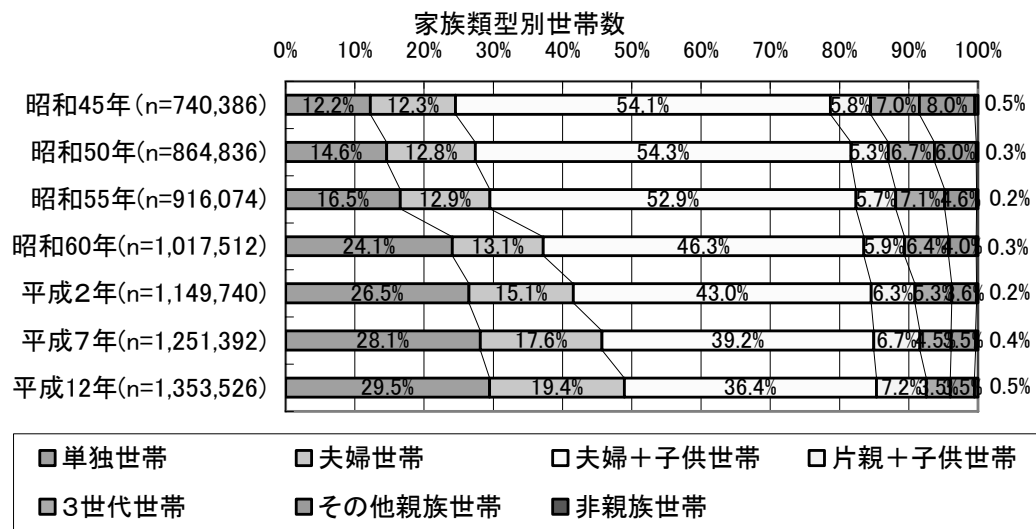 家族類型別世帯数
0% 10% 20% 30% 40% 50% 60% 70% 80% 90% 100%
昭和45年(n=740,386) 12.2% 12.3% 54.1% 5.8% 7.0% 8.0% 0.5%
昭和50年(n=864,836) 14.6% 12.8% 54.3% 5.3% 6.7% 6.0% 0.3%
昭和55年(n=916,074) 16.5% 12.9% 52.9% 5.7% 7.1% 4.6% 0.2%
昭和60年(n=1,017,512) 24.1% 13.1% 46.3% 5.9% 6.4% 4.0% 0.3%
平成2年(n=1,149,740) 26.5% 15.1% 43.0% 6.3% 5.3% 3.6% 0.2%
平成7年(n=1,251,392) 28.1% 17.6% 39.2% 6.7% 4.5% 3.5% 0.4%
平成12年(n=1,353,526) 29.5% 19.4% 36.4% 7.2% 3.5% 3.5% 0.5%
単独世帯 夫婦世帯 夫婦+子供世帯 片親+子供世帯
3世代世帯 その他親族世帯 非親族世帯